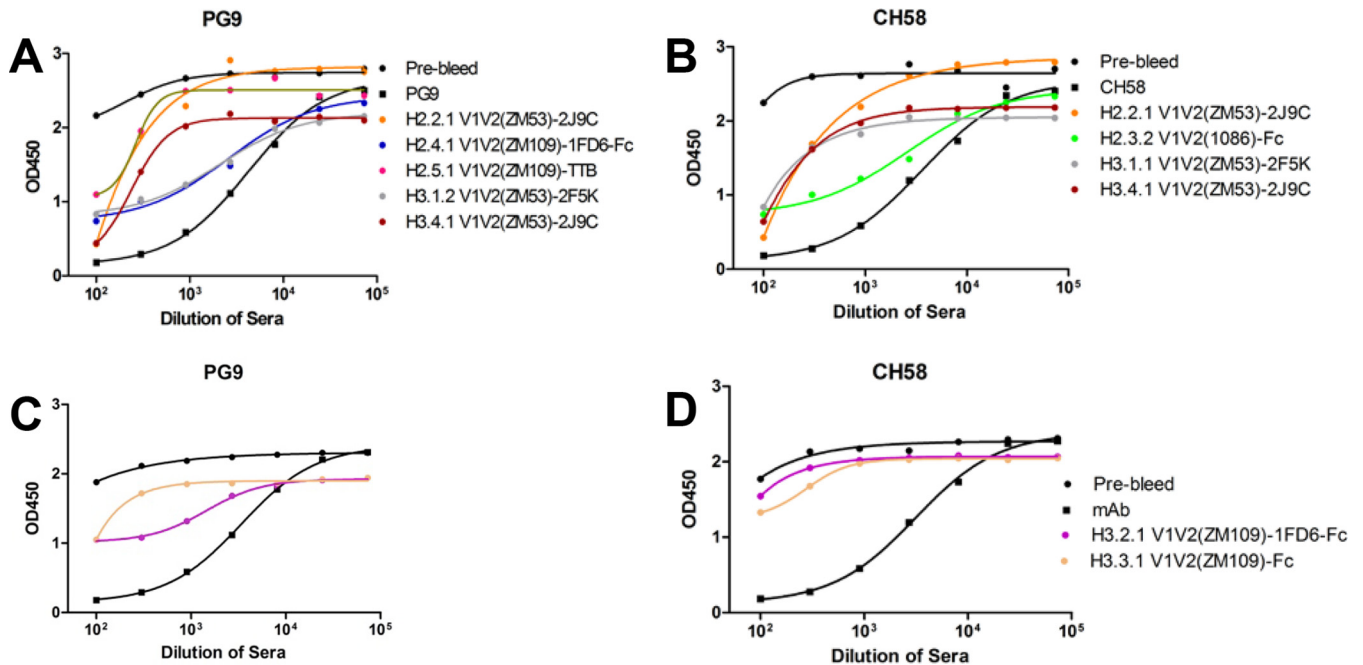 A
PG9
3
2
1
0
OD450
10²
10³
10⁴
10⁵
Dilution of Sera
Pre-bleed
PG9
H2.2.1 V1V2(ZM53)-2J9C
H2.4.1 V1V2(ZM109)-1FD6-Fc
H2.5.1 V1V2(ZM109)-TTB
H3.1.2 V1V2(ZM53)-2F5K
H3.4.1 V1V2(ZM53)-2J9C
B
CH58
3
2
1
0
OD450
10²
10³
10⁴
10⁵
Dilution of Sera
Pre-bleed
CH58
H2.2.1 V1V2(ZM53)-2J9C
H2.3.2 V1V2(1086)-Fc
H3.1.1 V1V2(ZM53)-2F5K
H3.4.1 V1V2(ZM53)-2J9C
C
PG9
3
2
1
0
OD450
10²
10³
10⁴
10⁵
Dilution of Sera
D
CH58
3
2
1
0
OD450
10²
10³
10⁴
10⁵
Dilution of Sera
Pre-bleed
mAb
H3.2.1 V1V2(ZM109)-1FD6-Fc
H3.3.1 V1V2(ZM109)-Fc